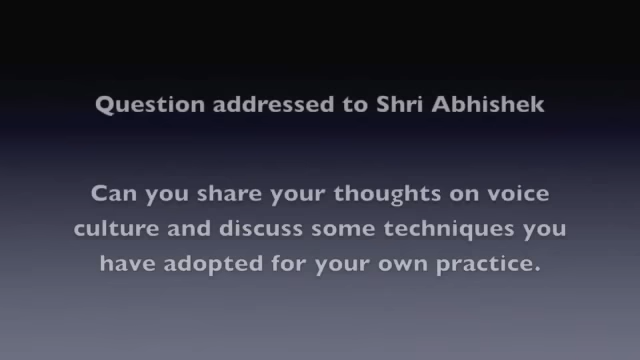 Question addressed to Shri Abhishek
Can you share your thoughts on voice
culture and discuss some techniques you
have adopted for your own practice.